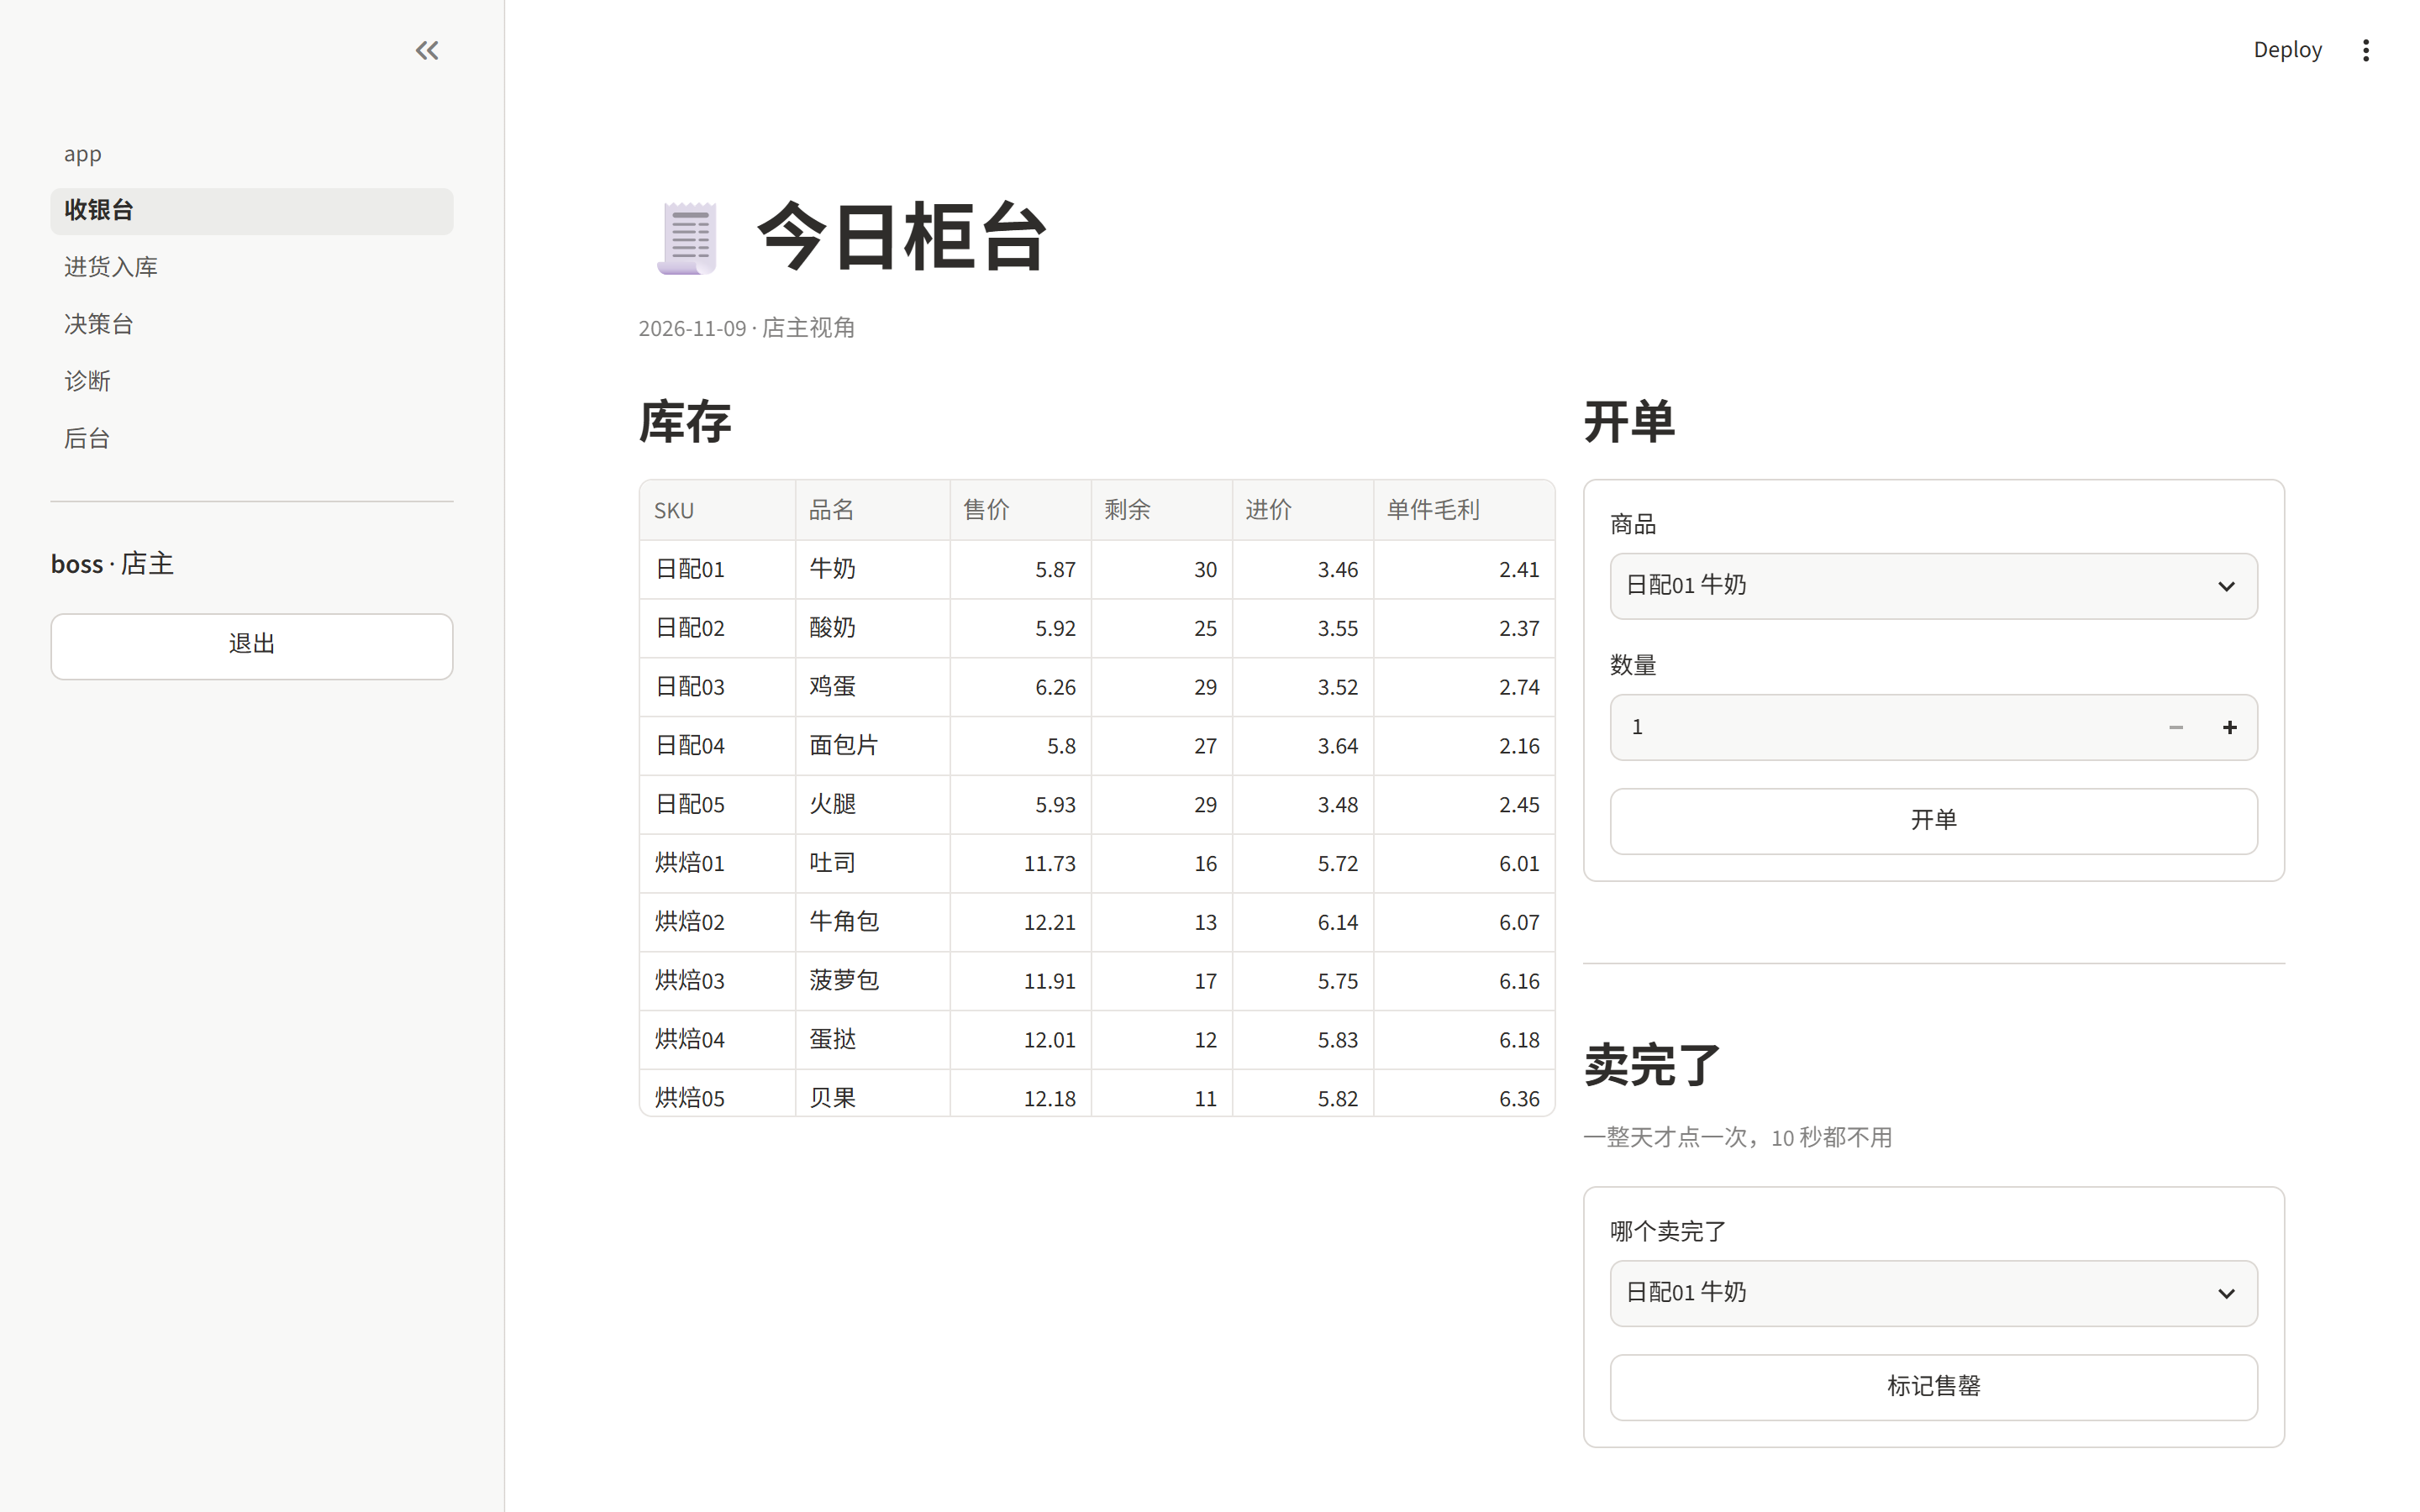 Deploy
app
收银台
进货入库
决策台
诊断
后台
boss · 店主
退出
今日柜台
2026-11-09 · 店主视角
库存
SKU 品名 售价 剩余 进价 单件毛利
日配01 牛奶 5.87 30 3.46 2.41
日配02 酸奶 5.92 25 3.55 2.37
日配03 鸡蛋 6.26 29 3.52 2.74
日配04 面包片 5.8 27 3.64 2.16
日配05 火腿 5.93 29 3.48 2.45
烘焙01 吐司 11.73 16 5.72 6.01
烘焙02 牛角包 12.21 13 6.14 6.07
烘焙03 菠萝包 11.91 17 5.75 6.16
烘焙04 蛋挞 12.01 12 5.83 6.18
烘焙05 贝果 12.18 11 5.82 6.36
开单
商品
日配01 牛奶
数量
1
开单
卖完了
一整天才点一次，10 秒都不用
哪个卖完了
日配01 牛奶
标记售罄